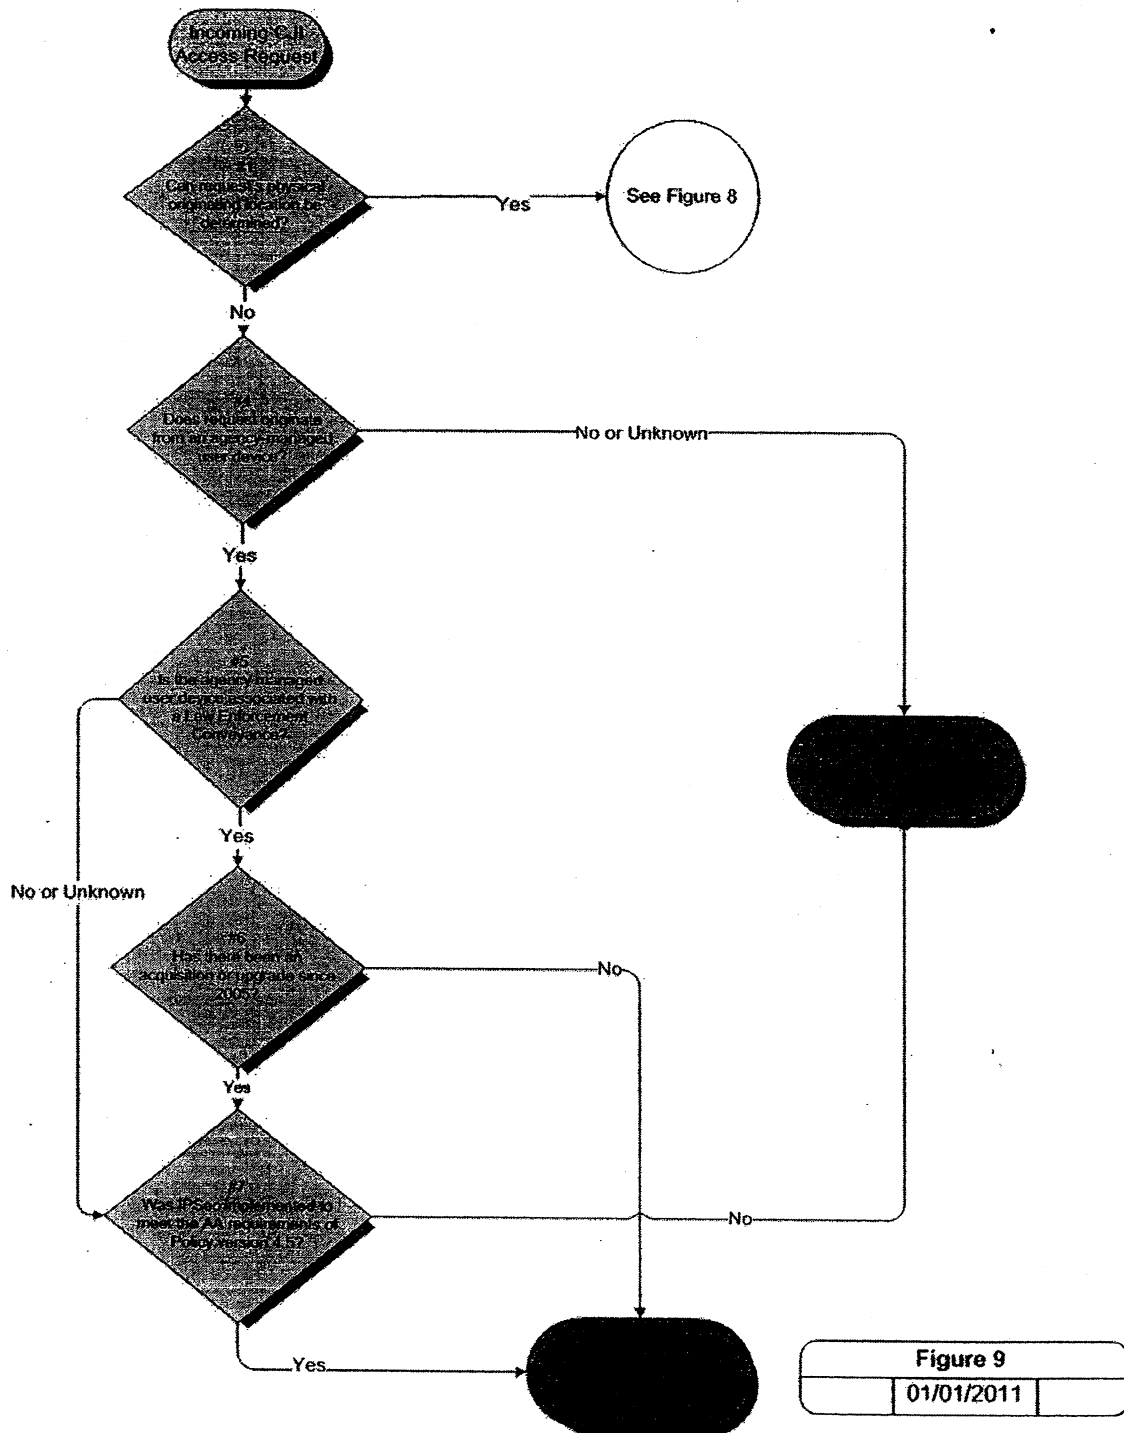 Incoming CJI
Access Request
#1
Can request's physical
originating location be
determined?
Yes
See Figure 8
No
#4
Does request originate
from an agency-managed
user device?
No or Unknown
Yes
#5
Is the agency managed
user device associated with
a Law Enforcement
Conveyance?
Yes
No or Unknown
#6
Has there been an
acquisition or upgrade since
2005?
No
Yes
#7
Was IPSec implemented to
meet the AA requirements of
Policy version 4.5?
No
Yes
Figure 9
01/01/2011